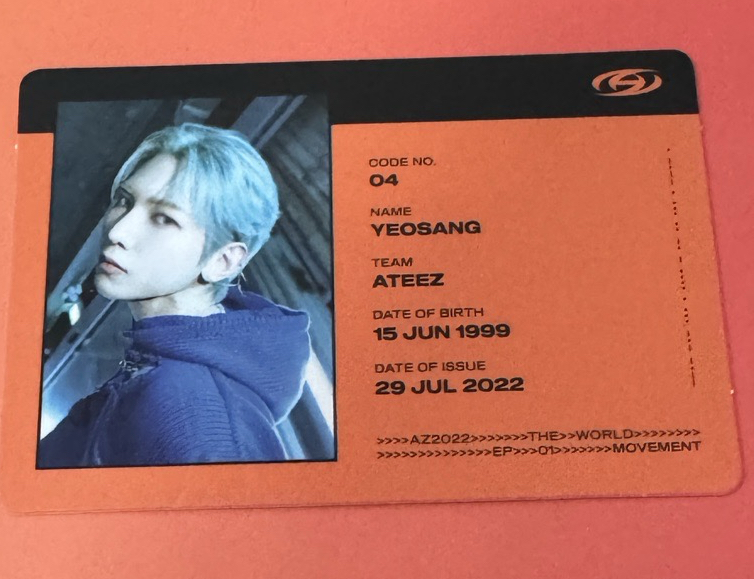 CODE NO.
04
NAME
YEOSANG
TEAM
ATEEZ
DATE OF BIRTH
15 JUN 1999
DATE OF ISSUE
29 JUL 2022
>>>>AZ2022>>>>>>>THE>>WORLD>>>>>>>>
>>>>>>>>>>>>>>EP>>>01>>>>>>>MOVEMENT